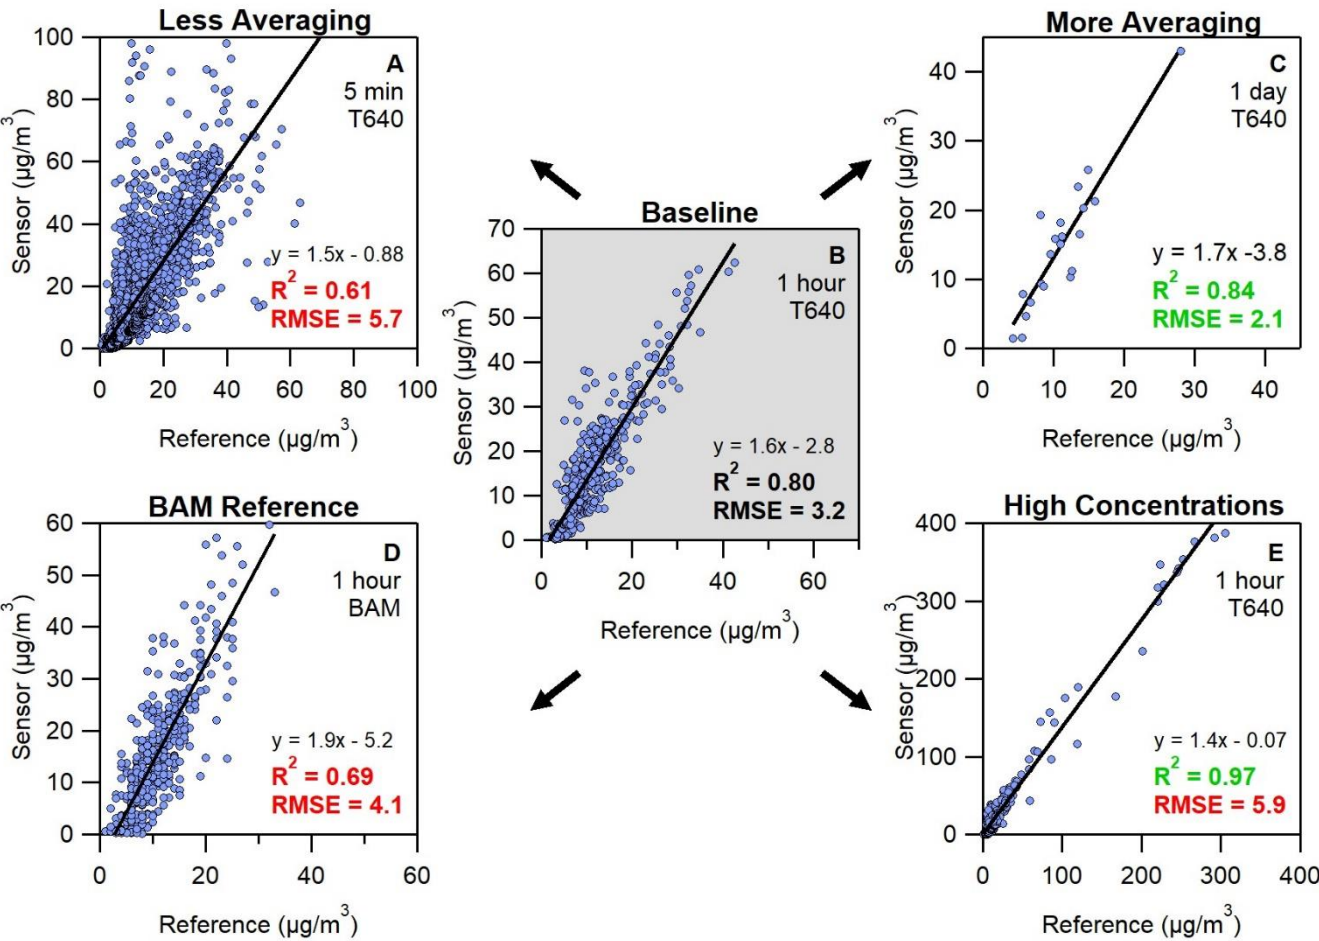 Less Averaging
100
80
60
40
20
0
Sensor (µg/m³)
A
5 min
T640
y = 1.5x - 0.88
R² = 0.61
RMSE = 5.7
0 20 40 60 80 100
Reference (µg/m³)
More Averaging
40
30
20
10
0
Sensor (µg/m³)
C
1 day
T640
y = 1.7x -3.8
R² = 0.84
RMSE = 2.1
0 10 20 30 40
Reference (µg/m³)
Baseline
70
60
50
40
30
20
10
0
Sensor (µg/m³)
B
1 hour
T640
y = 1.6x - 2.8
R² = 0.80
RMSE = 3.2
0 20 40 60
Reference (µg/m³)
BAM Reference
60
50
40
30
20
10
0
Sensor (µg/m³)
D
1 hour
BAM
y = 1.9x - 5.2
R² = 0.69
RMSE = 4.1
0 20 40 60
Reference (µg/m³)
High Concentrations
400
300
200
100
0
Sensor (µg/m³)
E
1 hour
T640
y = 1.4x - 0.07
R² = 0.97
RMSE = 5.9
0 100 200 300 400
Reference (µg/m³)